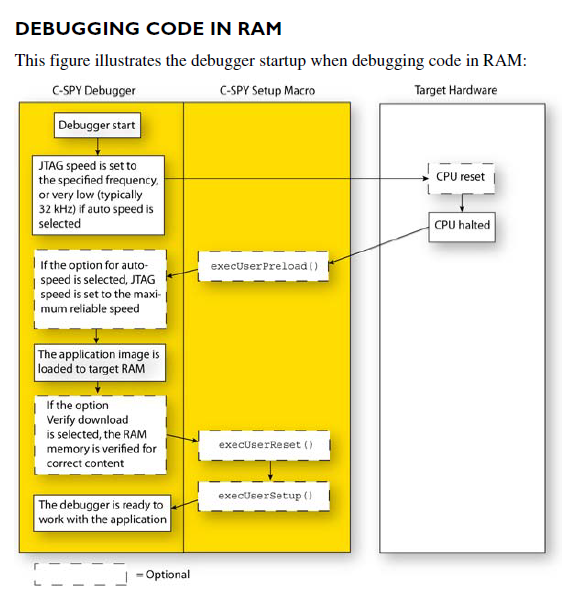 DEBUGGING CODE IN RAM
This figure illustrates the debugger startup when debugging code in RAM:
C-SPY Debugger
C-SPY Setup Macro
Target Hardware
Debugger start
JTAG speed is set to
the specified frequency,
or very low (typically
32 kHz) if auto speed is
selected
CPU reset
CPU halted
execUserPreload()
If the option for auto-
speed is selected, JTAG
speed is set to the maxi-
mum reliable speed
The application image is
loaded to target RAM
If the option
Verify download
is selected, the RAM
memory is verified for
correct content
execUserReset()
execUserSetup()
The debugger is ready to
work with the application
= Optional